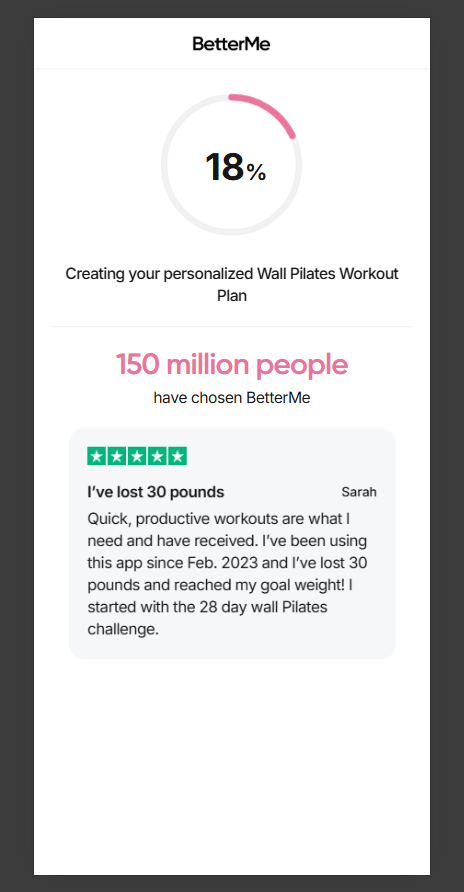 BetterMe
18%
Creating your personalized Wall Pilates Workout
Plan
150 million people
have chosen BetterMe
I’ve lost 30 pounds Sarah
Quick, productive workouts are what I
need and have received. I’ve been using
this app since Feb. 2023 and I’ve lost 30
pounds and reached my goal weight! I
started with the 28 day wall Pilates
challenge.